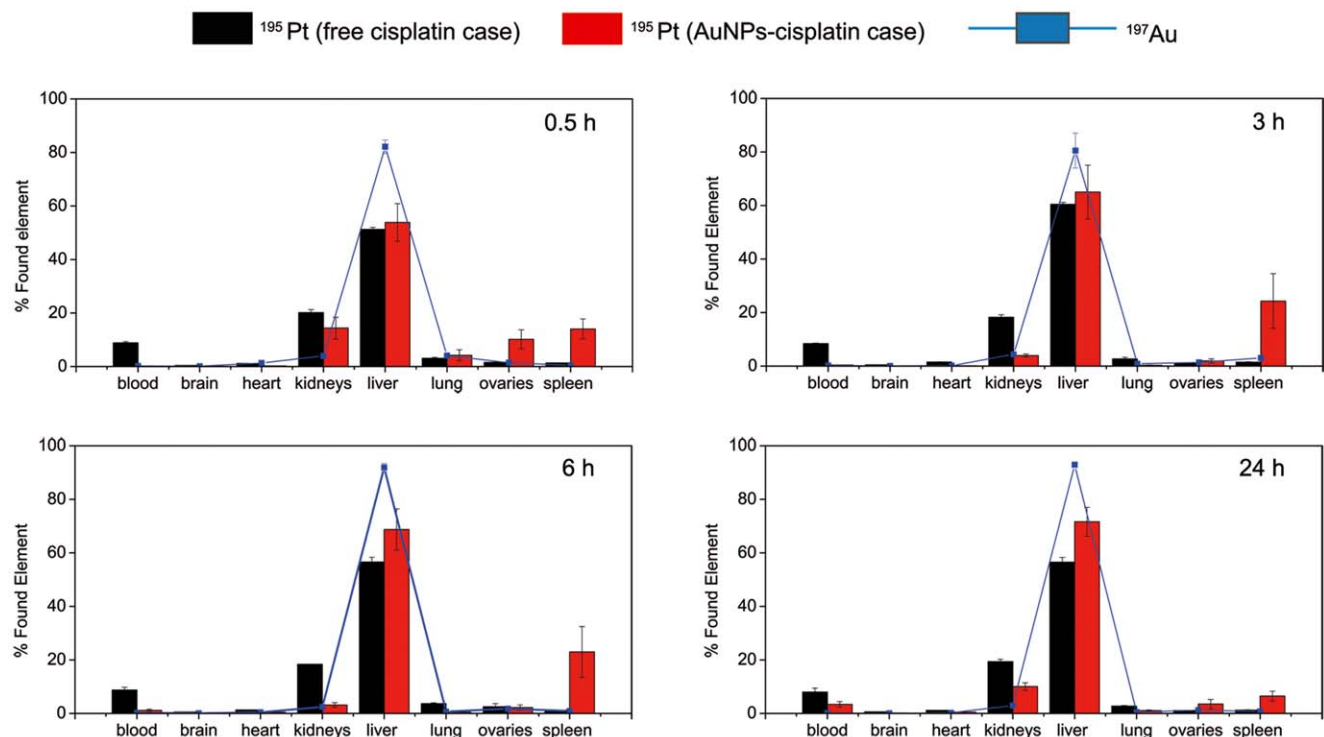 ¹⁹⁵Pt (free cisplatin case) ¹⁹⁵Pt (AuNPs-cisplatin case) ¹⁹⁷Au
0.5 h
% Found element
100
80
60
40
20
0
blood brain heart kidneys liver lung ovaries spleen
3 h
% Found Element
100
80
60
40
20
0
blood brain heart kidneys liver lung ovaries spleen
6 h
% Found Element
100
80
60
40
20
0
blood brain heart kidneys liver lung ovaries spleen
24 h
% Found Element
100
80
60
40
20
0
blood brain heart kidneys liver lung ovaries spleen